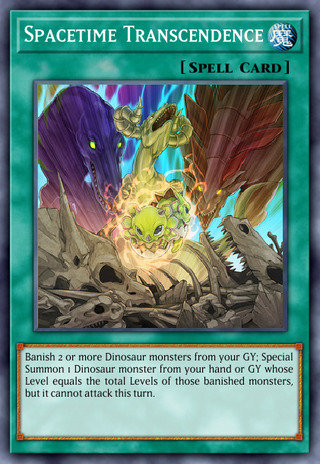 Spacetime Transcendence
魔
[Spell Card]
Banish 2 or more Dinosaur monsters from your GY; Special
Summon 1 Dinosaur monster from your hand or GY whose
Level equals the total Levels of those banished monsters,
but it cannot attack this turn.